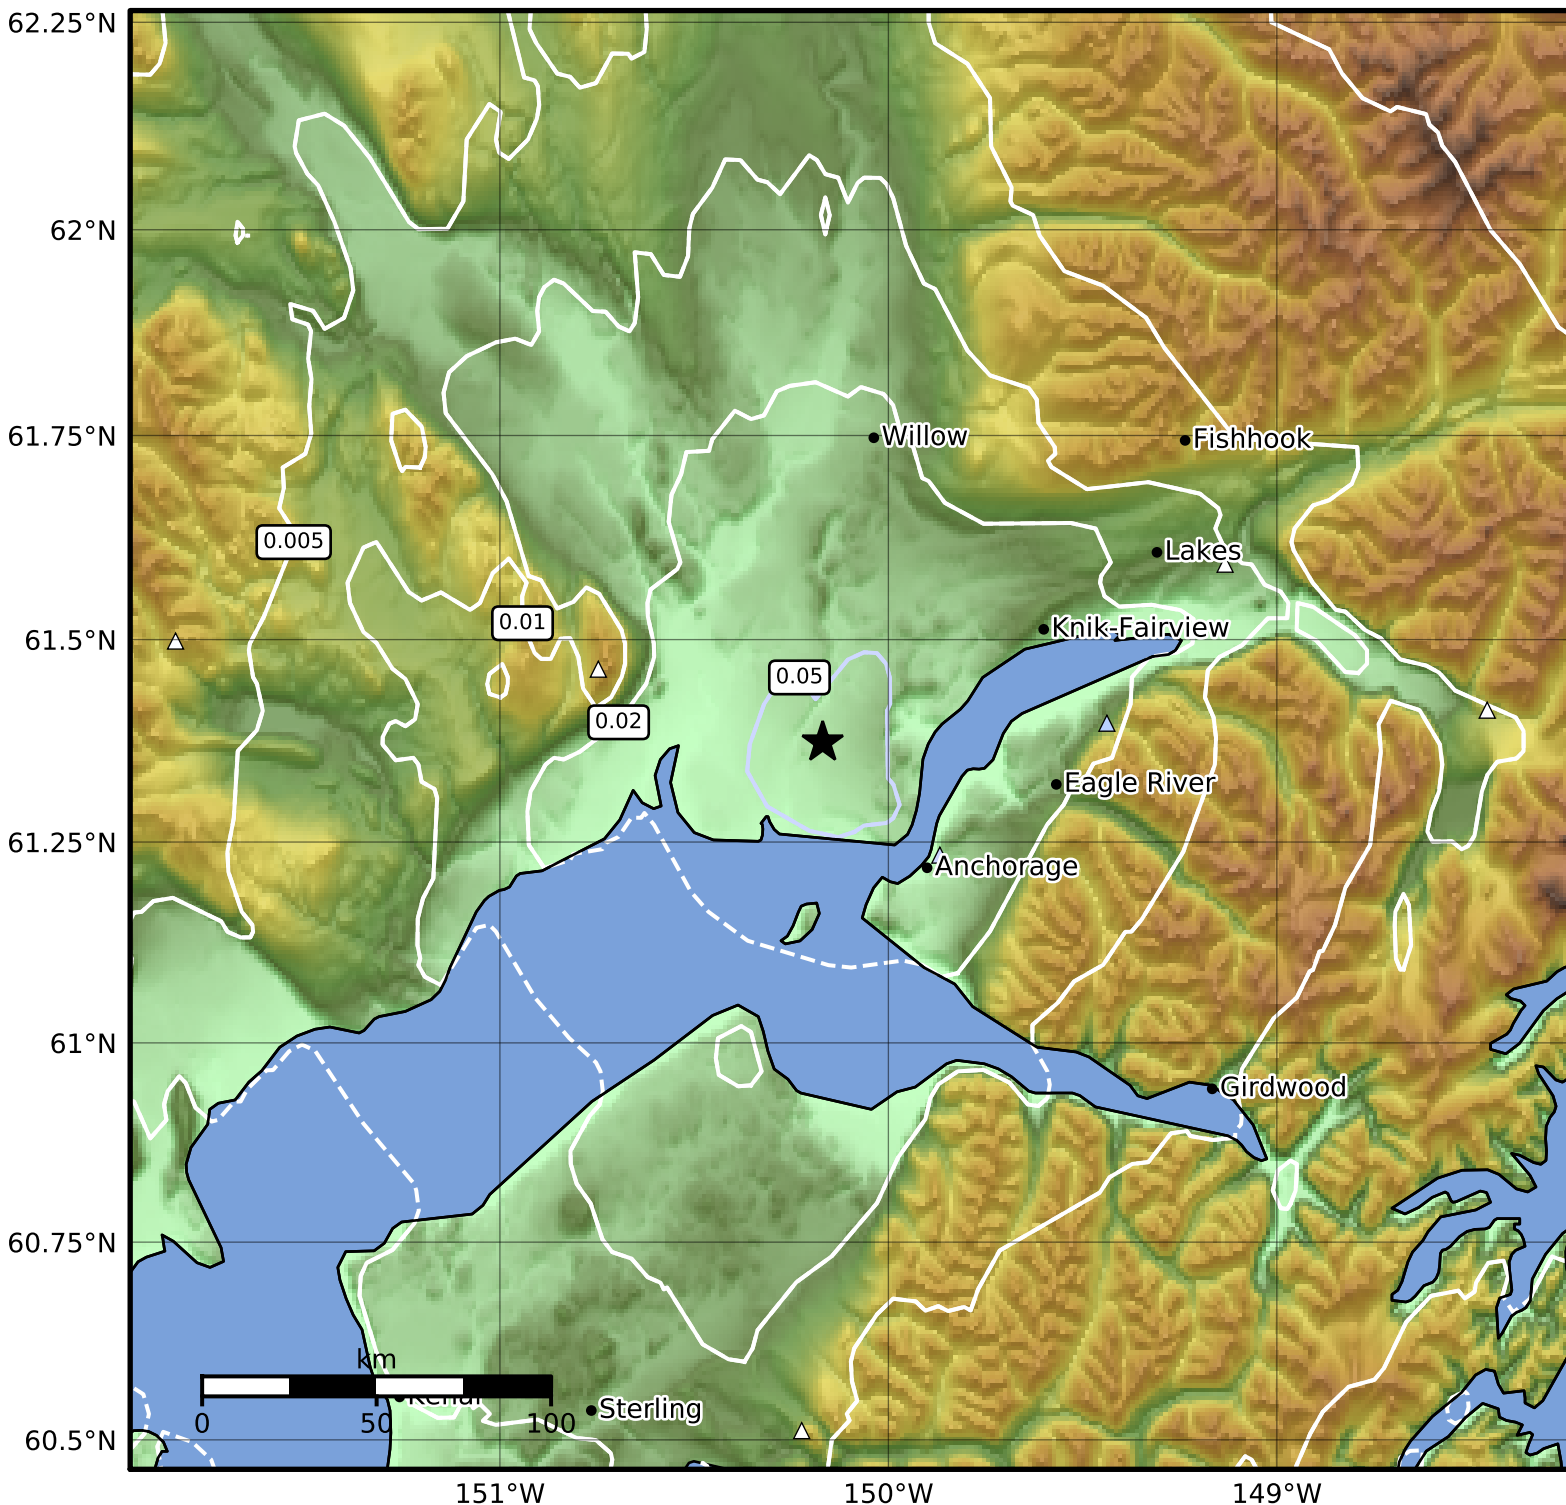 62.25°N
62°N
61.75°N
61.5°N
61.25°N
61°N
60.75°N
60.5°N
151°W
150°W
149°W
Willow
Fishhook
Lakes
Knik-Fairview
Eagle River
Anchorage
Girdwood
Kenai
Sterling
0.005
0.01
0.02
0.05
km
0
50
100